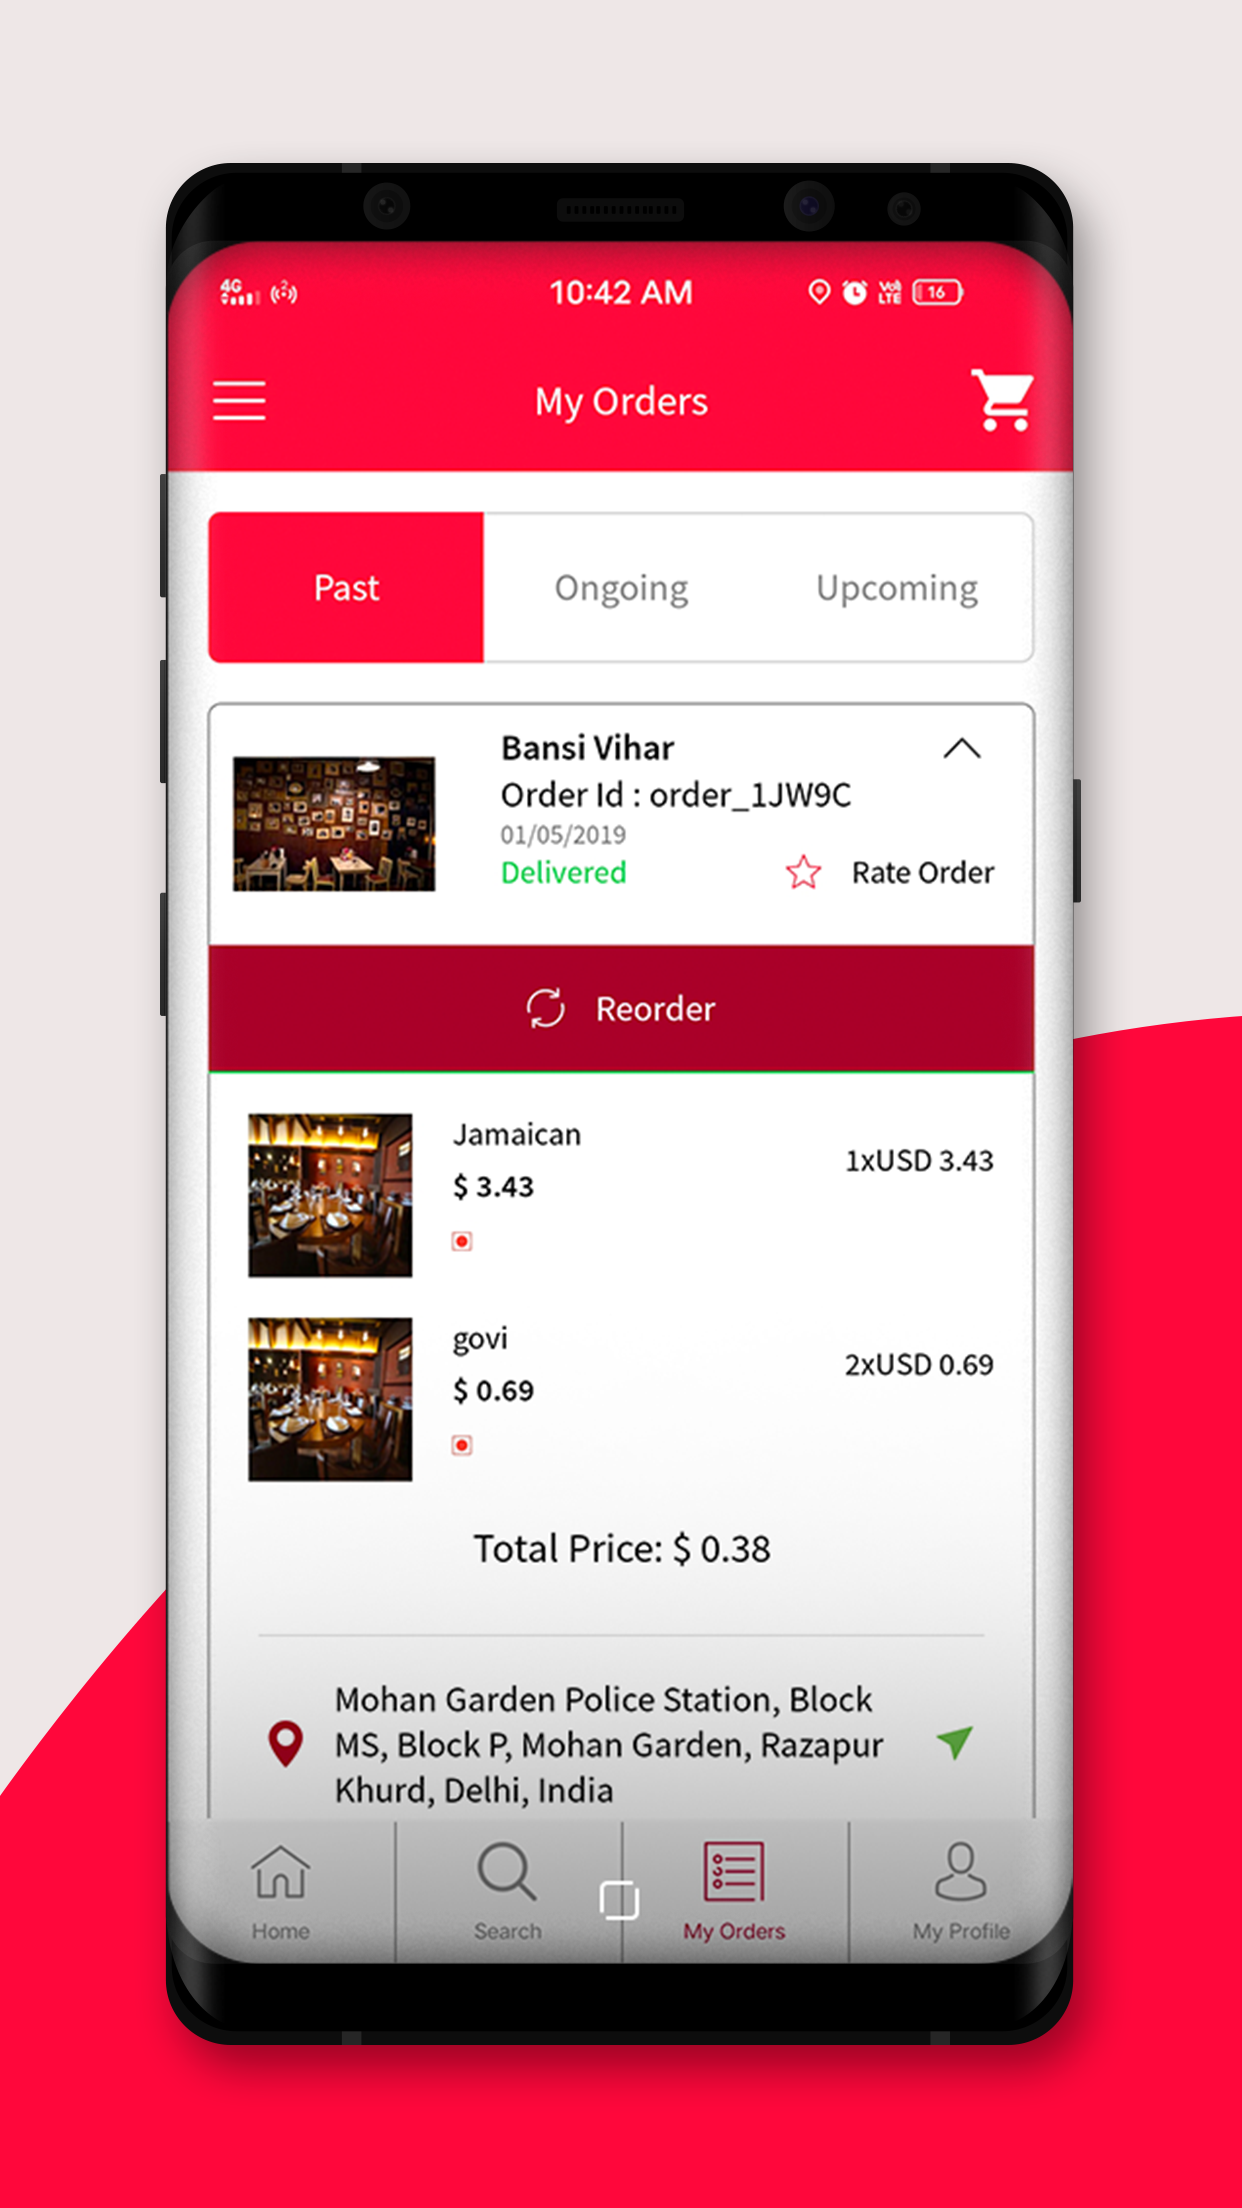 4G
10:42 AM
Vo) LTE
16
My Orders
Past
Ongoing
Upcoming
Bansi Vihar
Order Id : order_1JW9C
01/05/2019
Delivered
Rate Order
Reorder
Jamaican
1xUSD 3.43
$ 3.43
govi
2xUSD 0.69
$ 0.69
Total Price: $ 0.38
Mohan Garden Police Station, Block
MS, Block P, Mohan Garden, Razapur
Khurd, Delhi, India
Home
Search
My Orders
My Profile